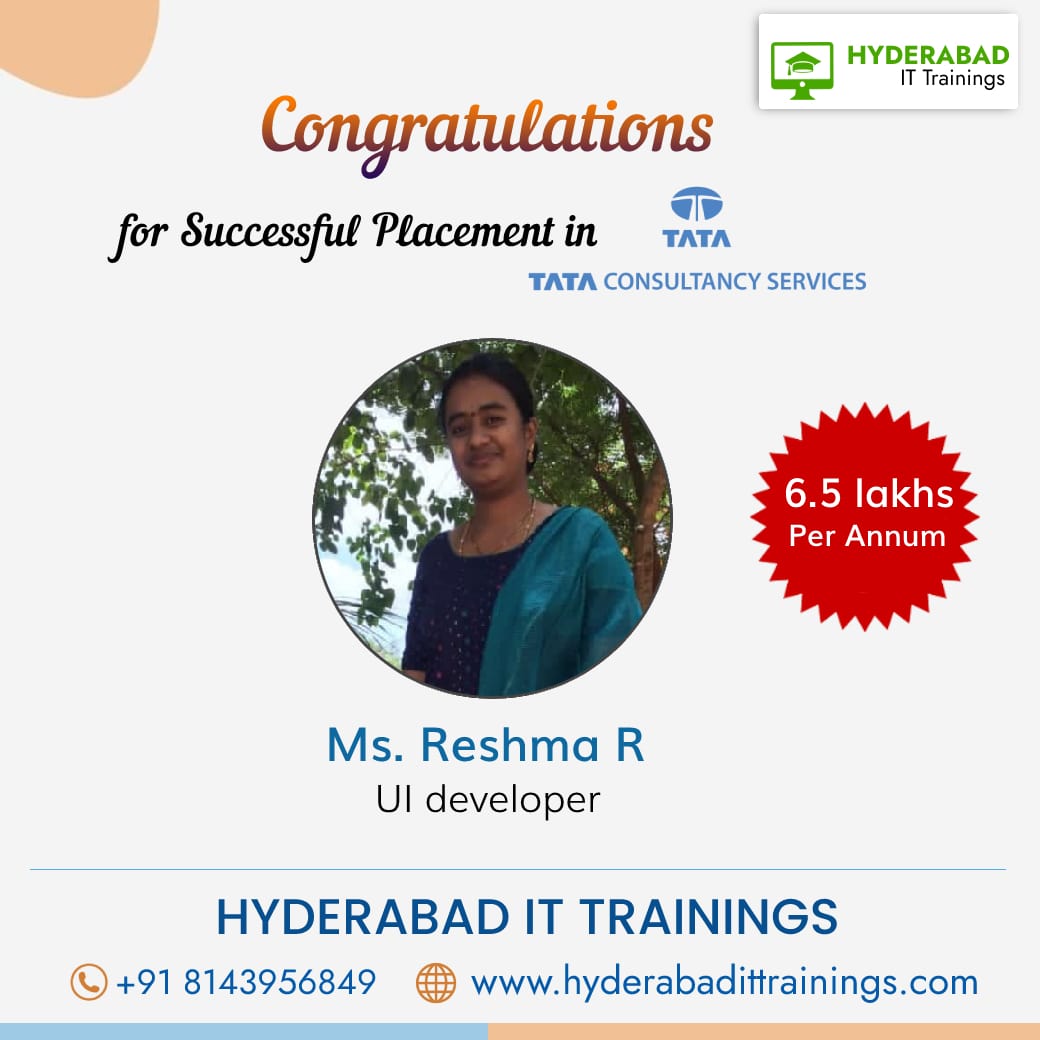 HYDERABAD
IT Trainings
Congratulations
for Successful Placement in
TATA
TATA CONSULTANCY SERVICES
6.5 lakhs
Per Annum
Ms. Reshma R
UI developer
HYDERABAD IT TRAININGS
+91 8143956849 www.hyderabadittrainings.com